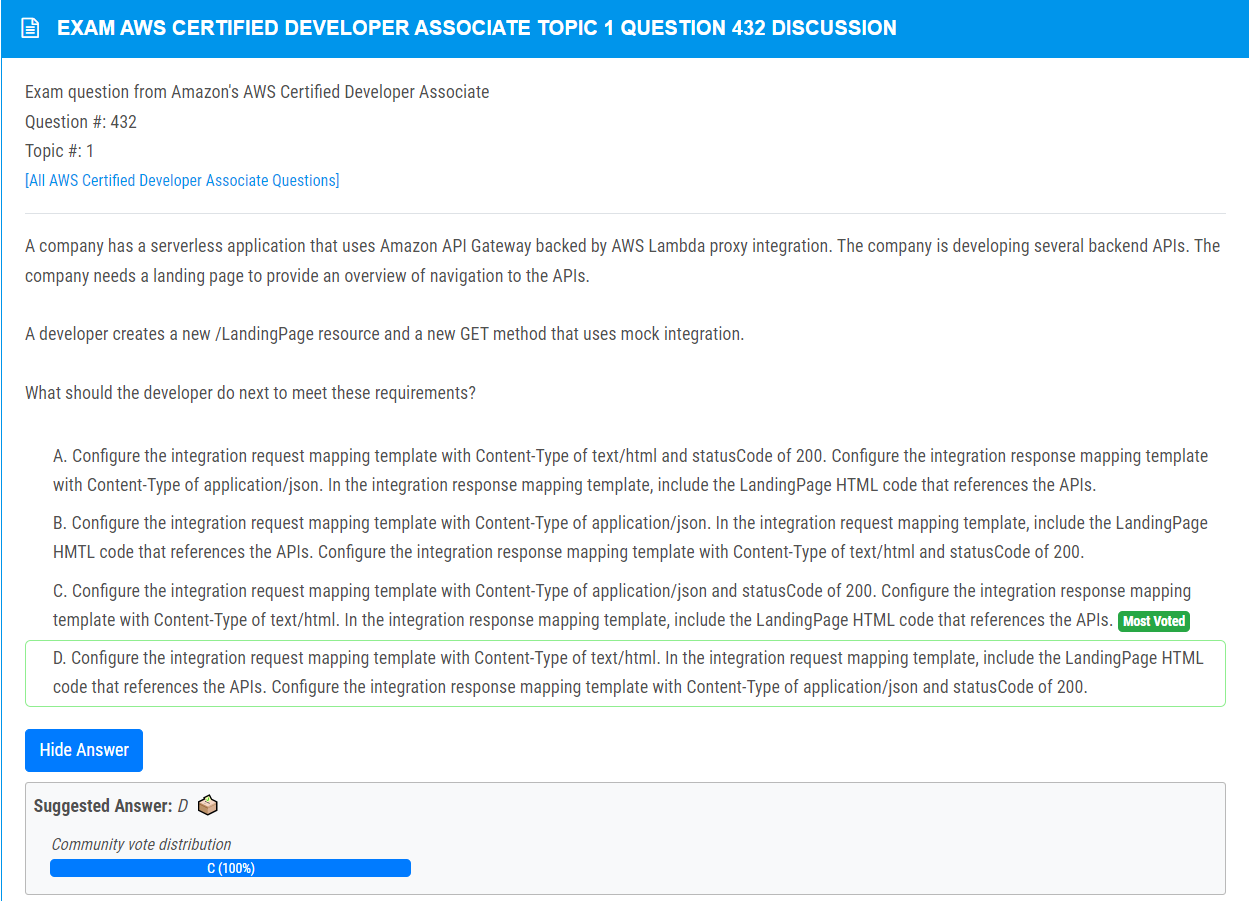 EXAM AWS CERTIFIED DEVELOPER ASSOCIATE TOPIC 1 QUESTION 432 DISCUSSION
Exam question from Amazon's AWS Certified Developer Associate
Question #: 432
Topic #: 1
[All AWS Certified Developer Associate Questions]
A company has a serverless application that uses Amazon API Gateway backed by AWS Lambda proxy integration. The company is developing several backend APIs. The
company needs a landing page to provide an overview of navigation to the APIs.
A developer creates a new /LandingPage resource and a new GET method that uses mock integration.
What should the developer do next to meet these requirements?
A. Configure the integration request mapping template with Content-Type of text/html and statusCode of 200. Configure the integration response mapping template
with Content-Type of application/json. In the integration response mapping template, include the LandingPage HTML code that references the APIs.
B. Configure the integration request mapping template with Content-Type of application/json. In the integration request mapping template, include the LandingPage
HMTL code that references the APIs. Configure the integration response mapping template with Content-Type of text/html and statusCode of 200.
C. Configure the integration request mapping template with Content-Type of application/json and statusCode of 200. Configure the integration response mapping
template with Content-Type of text/html. In the integration response mapping template, include the LandingPage HTML code that references the APIs. Most Voted
D. Configure the integration request mapping template with Content-Type of text/html. In the integration request mapping template, include the LandingPage HTML
code that references the APIs. Configure the integration response mapping template with Content-Type of application/json and statusCode of 200.
Hide Answer
Suggested Answer: D
Community vote distribution
C (100%)